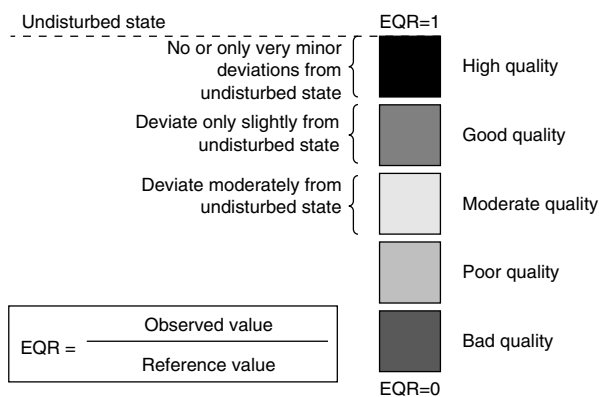 Undisturbed state
EQR=1
No or only very minor
deviations from
undisturbed state
High quality
Deviate only slightly from
undisturbed state
Good quality
Deviate moderately from
undisturbed state
Moderate quality
Poor quality
EQR =
Observed value
Reference value
Bad quality
EQR=0